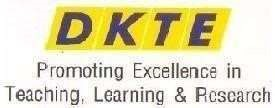 DKTE
Promoting Excellence in
Teaching, Learning & Research